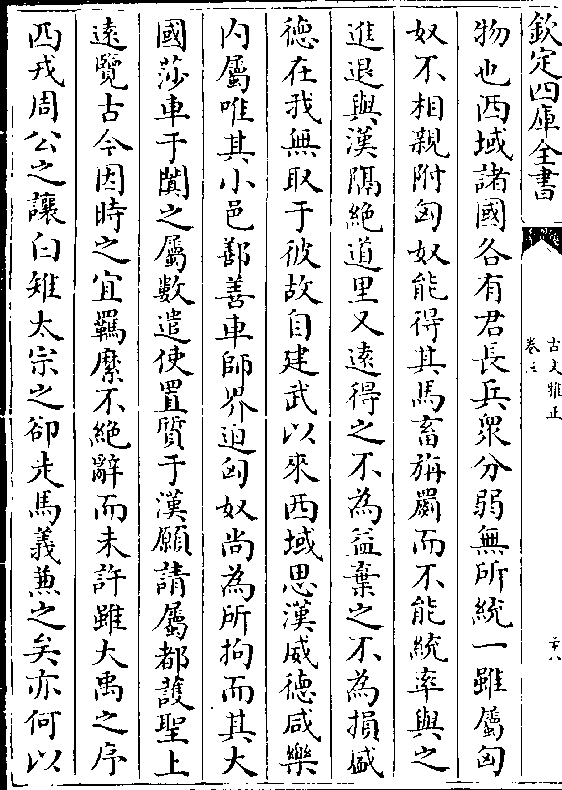 欽定四庫全書
古文雅正
卷三
二十八
物也西域諸國各有君長兵衆分弱無所統一雖屬匈
奴不相親附匈奴能得其馬畜旃罽而不能統率與之
進退與漢隔絶道里又遠得之不為益棄之不為損盛
德在我無取于彼故自建武以來西域思漢威德咸樂
内屬唯其小邑鄯善車師界迫匈奴尚為所拘而其大
國莎車于闐之屬數遣使置質于漢願請屬都護聖上
遠覽古今因時之宜羈縻不絶辭而未許雖大禹之序
西戎周公之讓白雉太宗之卻走馬義兼之矣亦何以